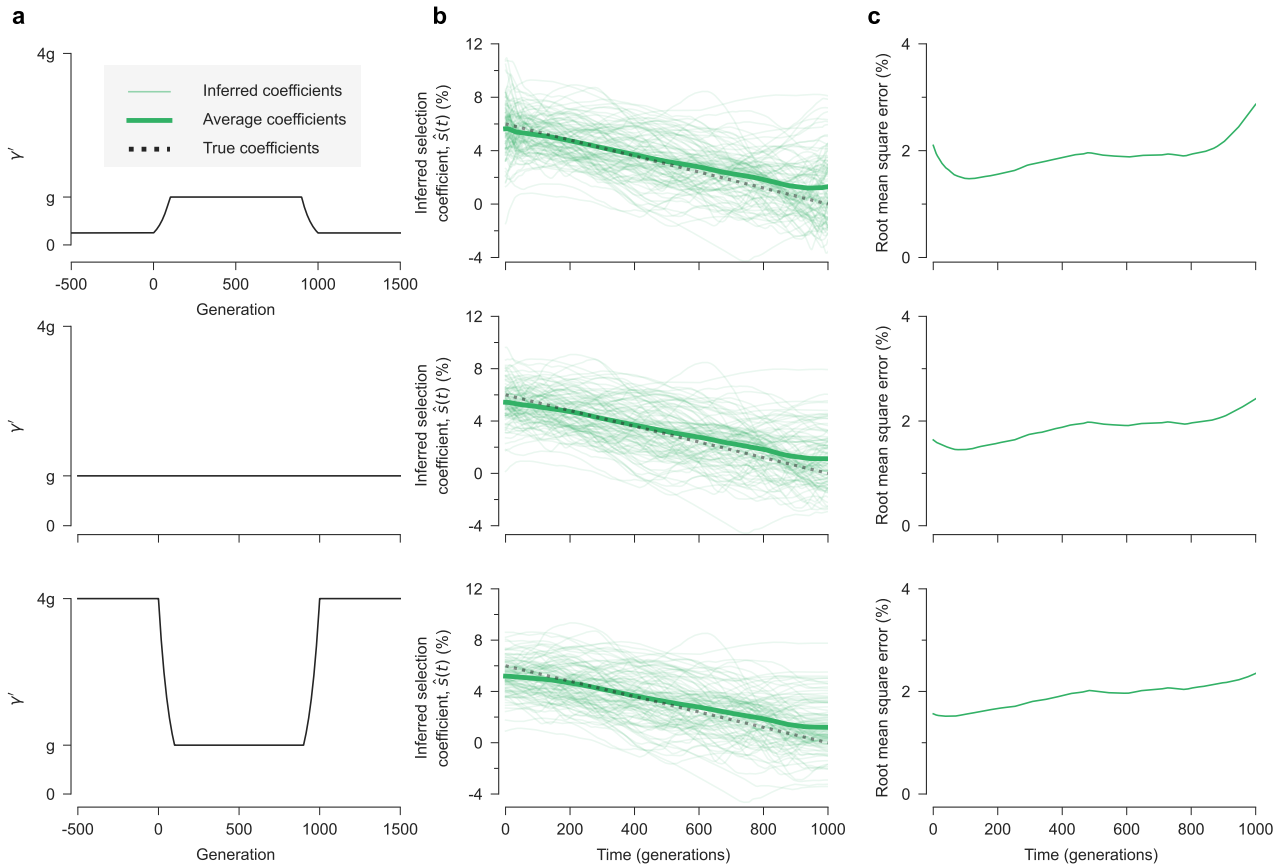 a
4g
g
0
γ′
Inferred coefficients
Average coefficients
True coefficients
-500 0 500 1000 1500
Generation
b
12
8
4
0
-4
Inferred selection
coefficient, ŝ(t) (%)
c
4
2
0
Root mean square error (%)
4g
g
0
γ′
12
8
4
0
-4
Inferred selection
coefficient, ŝ(t) (%)
4
2
0
Root mean square error (%)
4g
g
0
γ′
-500 0 500 1000 1500
Generation
12
8
4
0
-4
Inferred selection
coefficient, ŝ(t) (%)
0 200 400 600 800 1000
Time (generations)
4
2
0
Root mean square error (%)
0 200 400 600 800 1000
Time (generations)